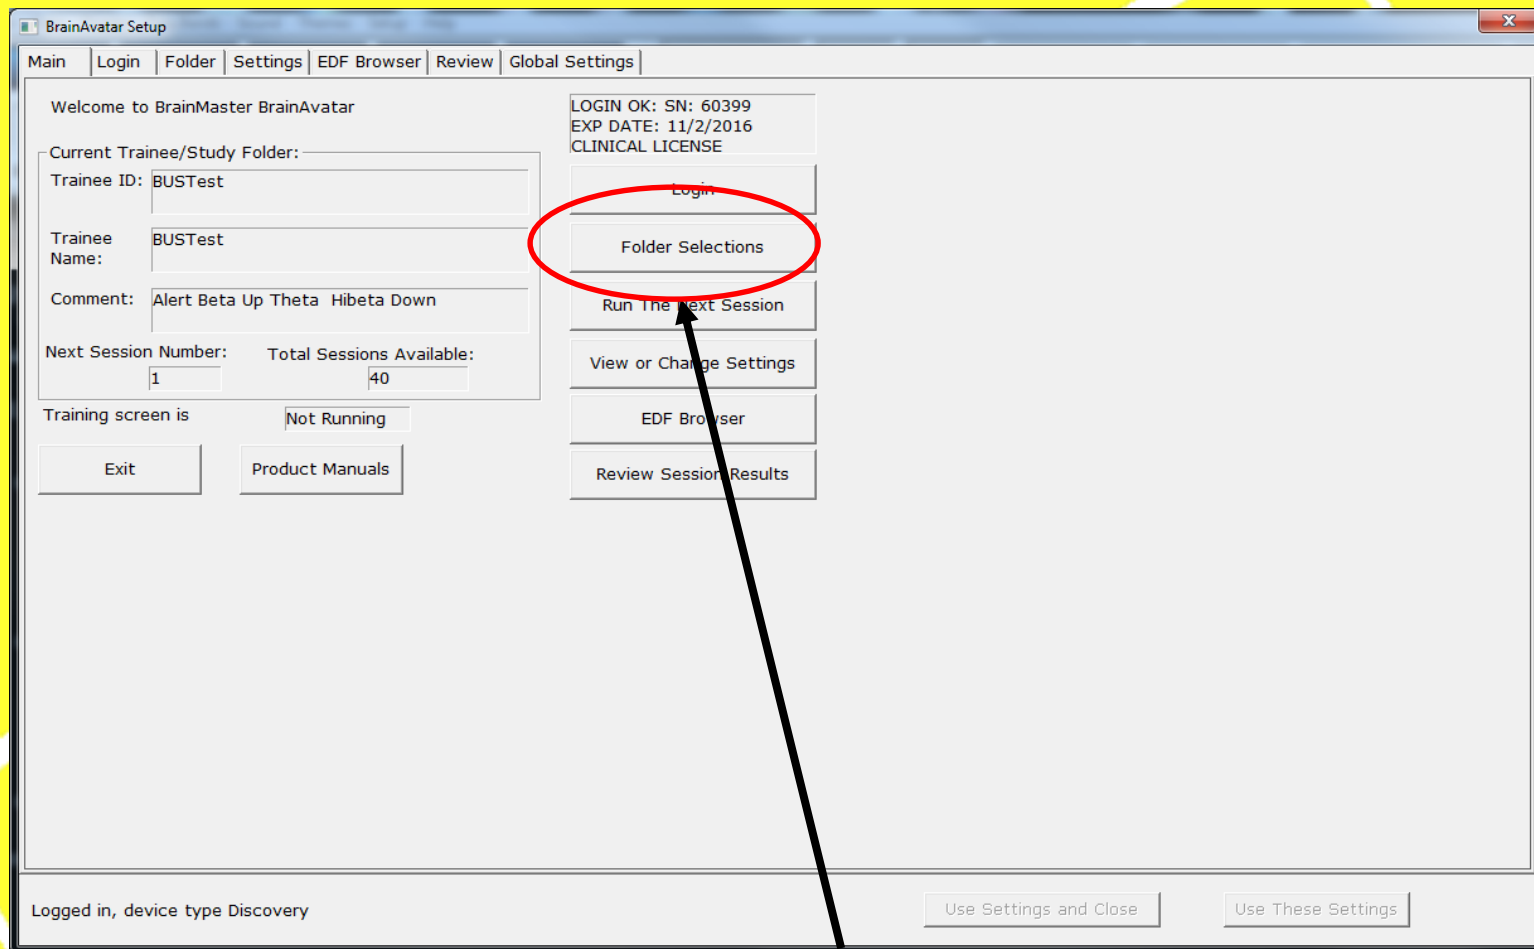 BrainAvatar Setup
Main Login Folder Settings EDF Browser Review Global Settings
Welcome to BrainMaster BrainAvatar
Current Trainee/Study Folder:
Trainee ID: BUSTest
Trainee Name: BUSTest
Comment: Alert Beta Up Theta Hibeta Down
Next Session Number: 1
Total Sessions Available: 40
Training screen is Not Running
Exit Product Manuals
LOGIN OK: SN: 60399
EXP DATE: 11/2/2016
CLINICAL LICENSE
Login
Folder Selections
Run The Next Session
View or Change Settings
EDF Browser
Review Session Results
Logged in, device type Discovery
Use Settings and Close Use These Settings